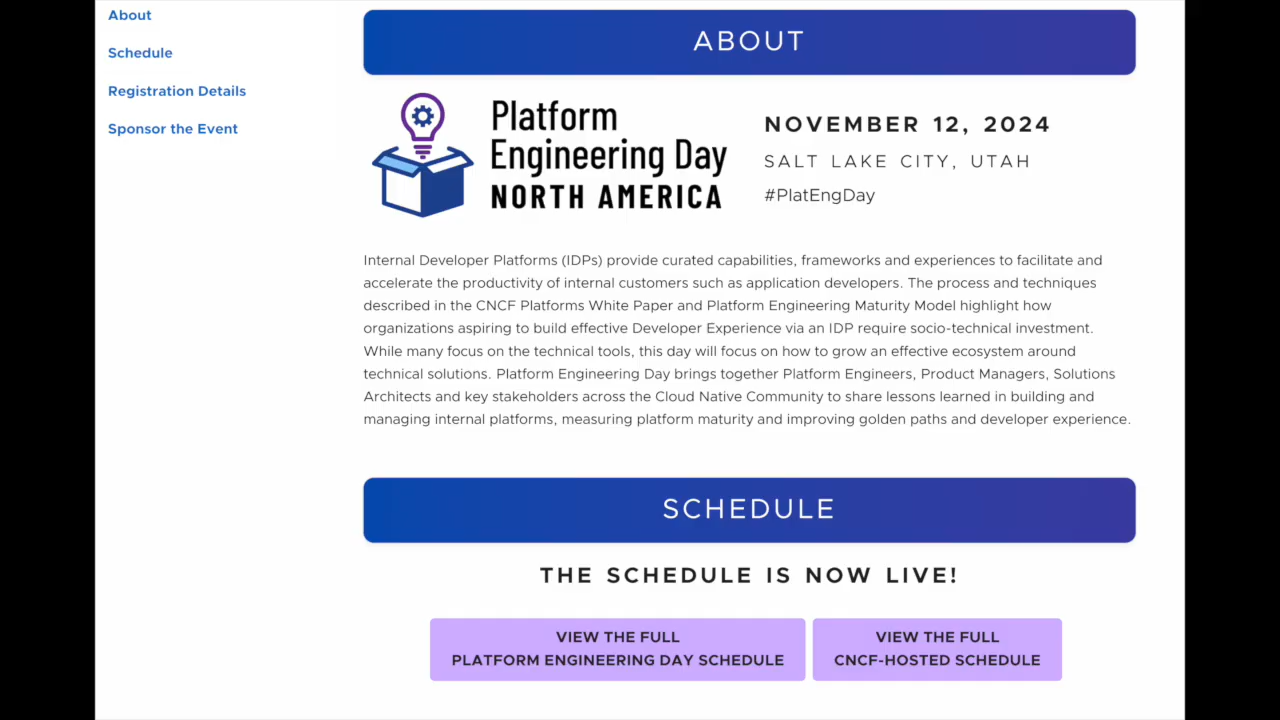 About
Schedule
Registration Details
Sponsor the Event
ABOUT
Platform
Engineering Day
NORTH AMERICA
NOVEMBER 12, 2024
SALT LAKE CITY, UTAH
#PlatEngDay
Internal Developer Platforms (IDPs) provide curated capabilities, frameworks and experiences to facilitate and
accelerate the productivity of internal customers such as application developers. The process and techniques
described in the CNCF Platforms White Paper and Platform Engineering Maturity Model highlight how
organizations aspiring to build effective Developer Experience via an IDP require socio-technical investment.
While many focus on the technical tools, this day will focus on how to grow an effective ecosystem around
technical solutions. Platform Engineering Day brings together Platform Engineers, Product Managers, Solutions
Architects and key stakeholders across the Cloud Native Community to share lessons learned in building and
managing internal platforms, measuring platform maturity and improving golden paths and developer experience.
SCHEDULE
THE SCHEDULE IS NOW LIVE!
VIEW THE FULL
PLATFORM ENGINEERING DAY SCHEDULE
VIEW THE FULL
CNCF-HOSTED SCHEDULE